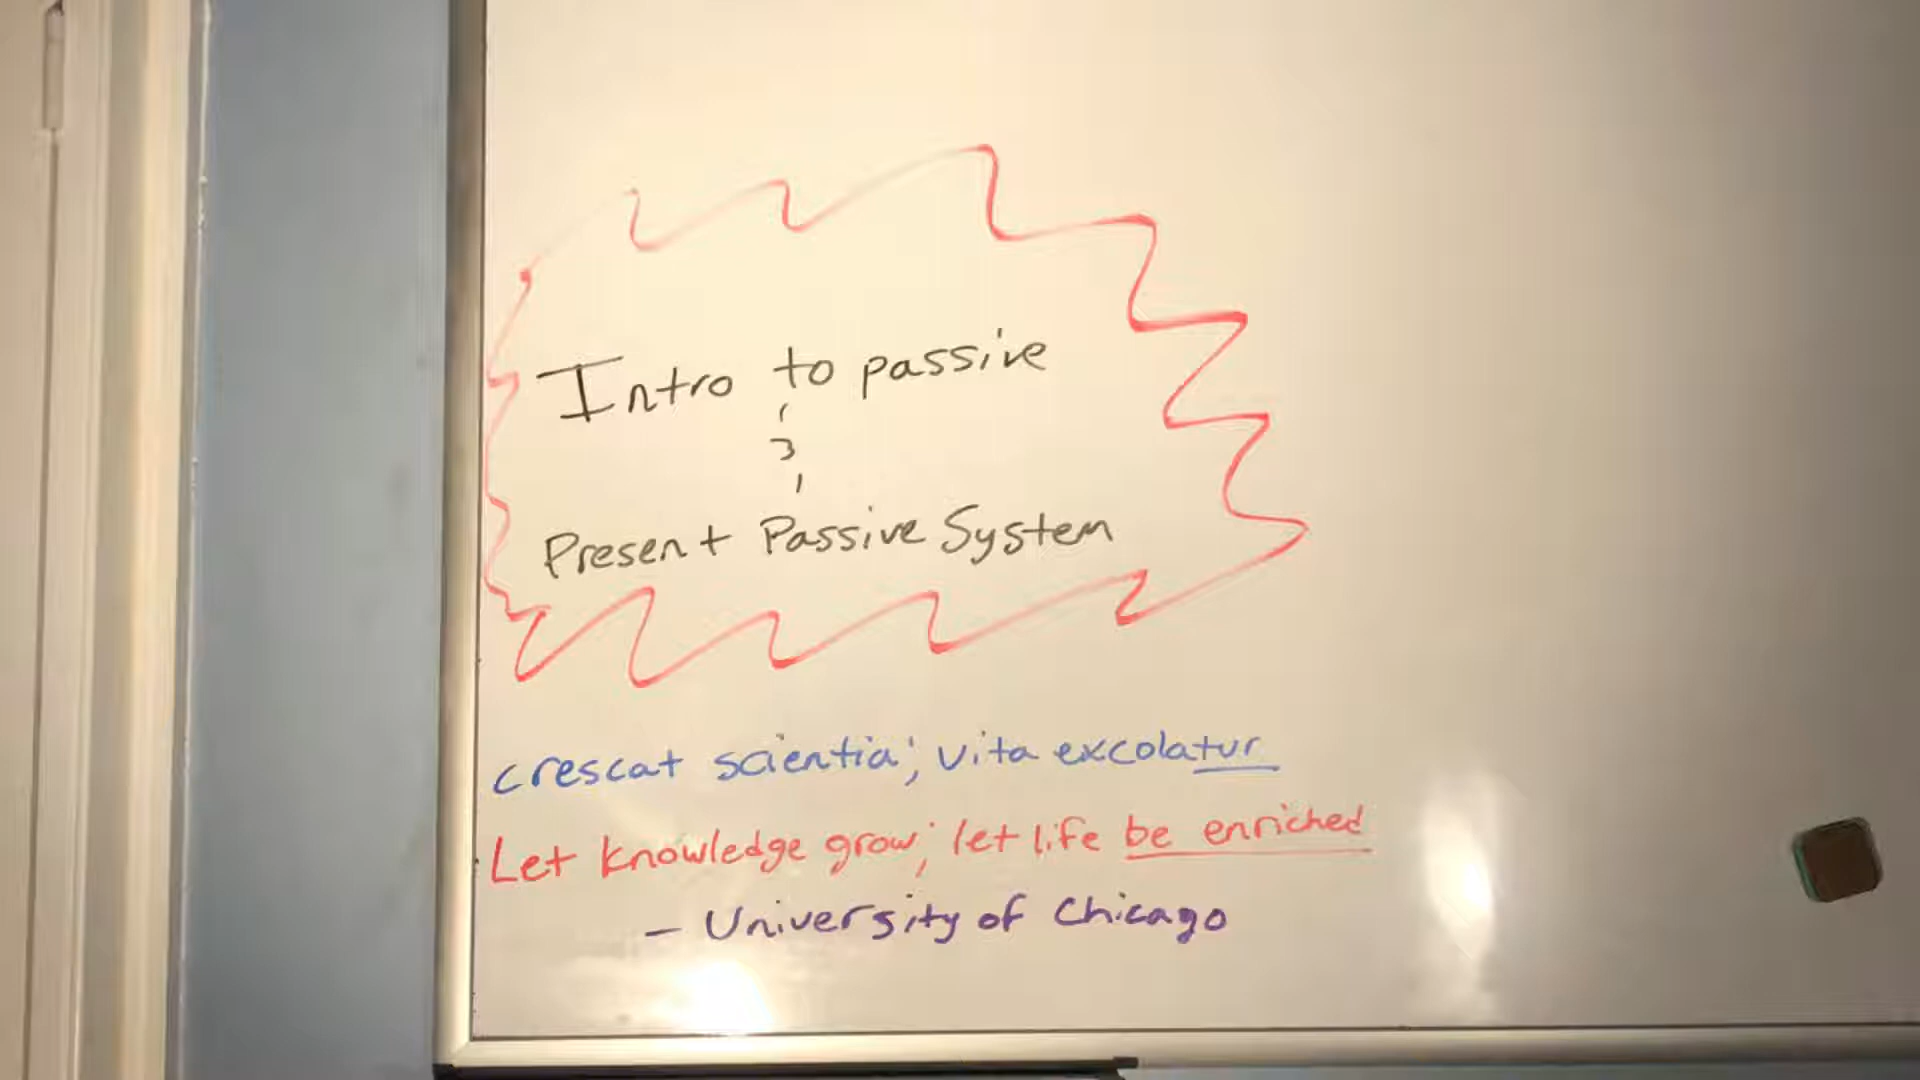 Intro to passive
&
Present Passive System
crescat scientia; vita excolatur
Let knowledge grow; let life be enriched
- University of Chicago